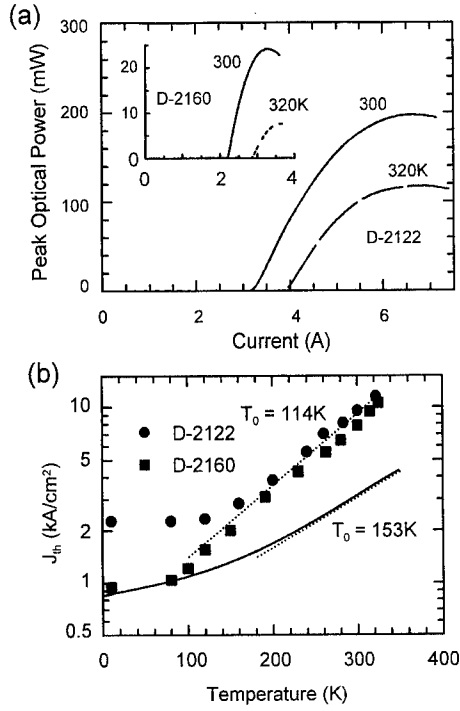 (a)
300
200
100
0
Peak Optical Power (mW)
20
10
0
D-2160
300
320K
0 2 4
300
320K
D-2122
0 2 4 6
Current (A)
(b)
10
5
2
1
0.5
J_th (kA/cm²)
D-2122
D-2160
T₀ = 114K
T₀ = 153K
0 100 200 300 400
Temperature (K)